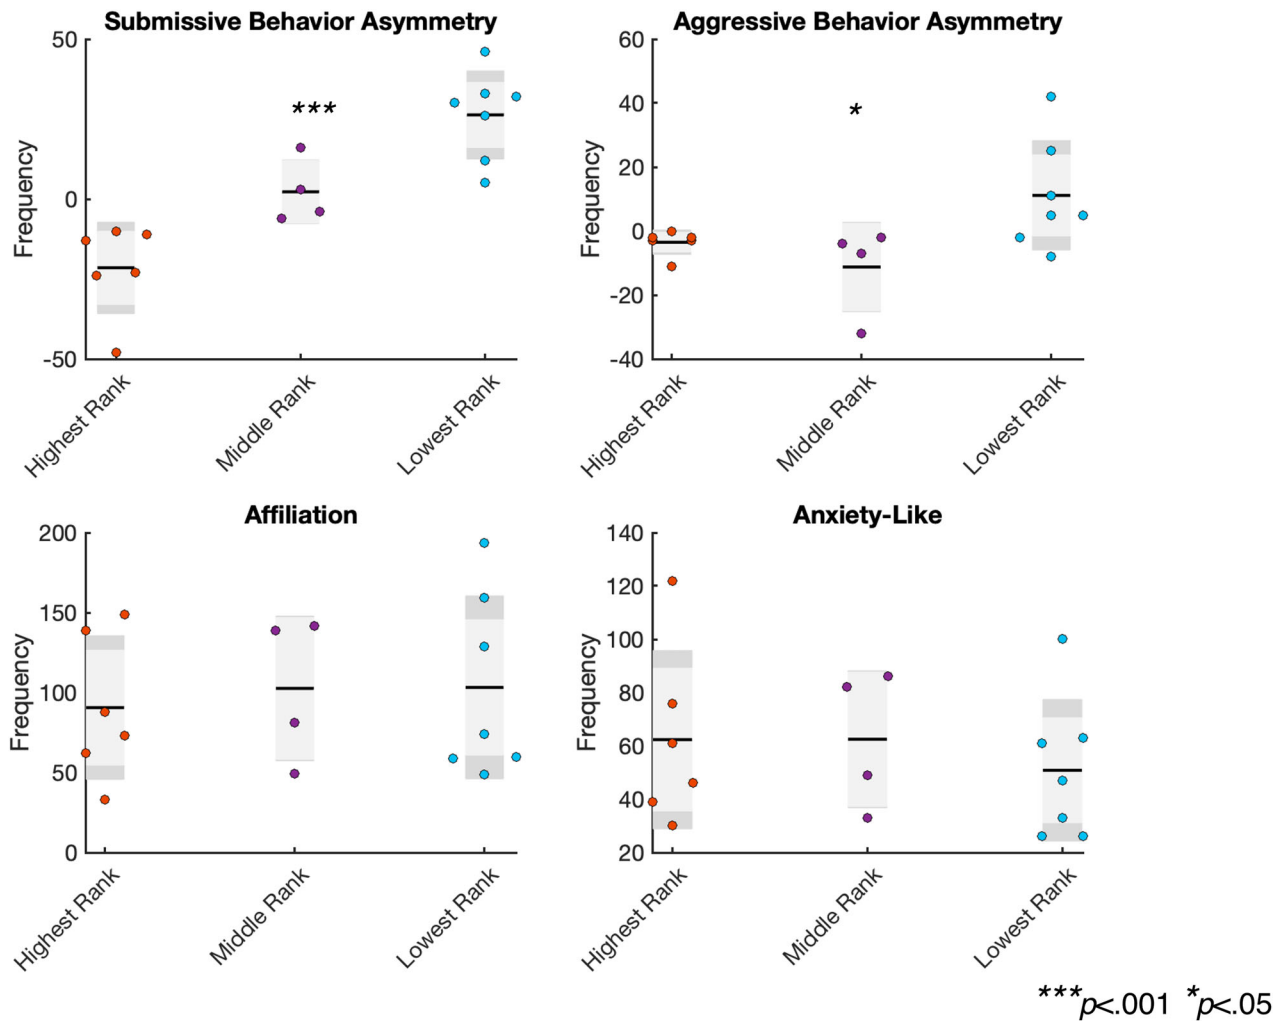 Submissive Behavior Asymmetry
50
0
-50
Frequency
***
Highest Rank
Middle Rank
Lowest Rank
Aggressive Behavior Asymmetry
60
40
20
0
-20
-40
Frequency
*
Highest Rank
Middle Rank
Lowest Rank
Affiliation
200
150
100
50
0
Frequency
Highest Rank
Middle Rank
Lowest Rank
Anxiety-Like
140
120
100
80
60
40
20
Frequency
Highest Rank
Middle Rank
Lowest Rank
***p<.001 *p<.05